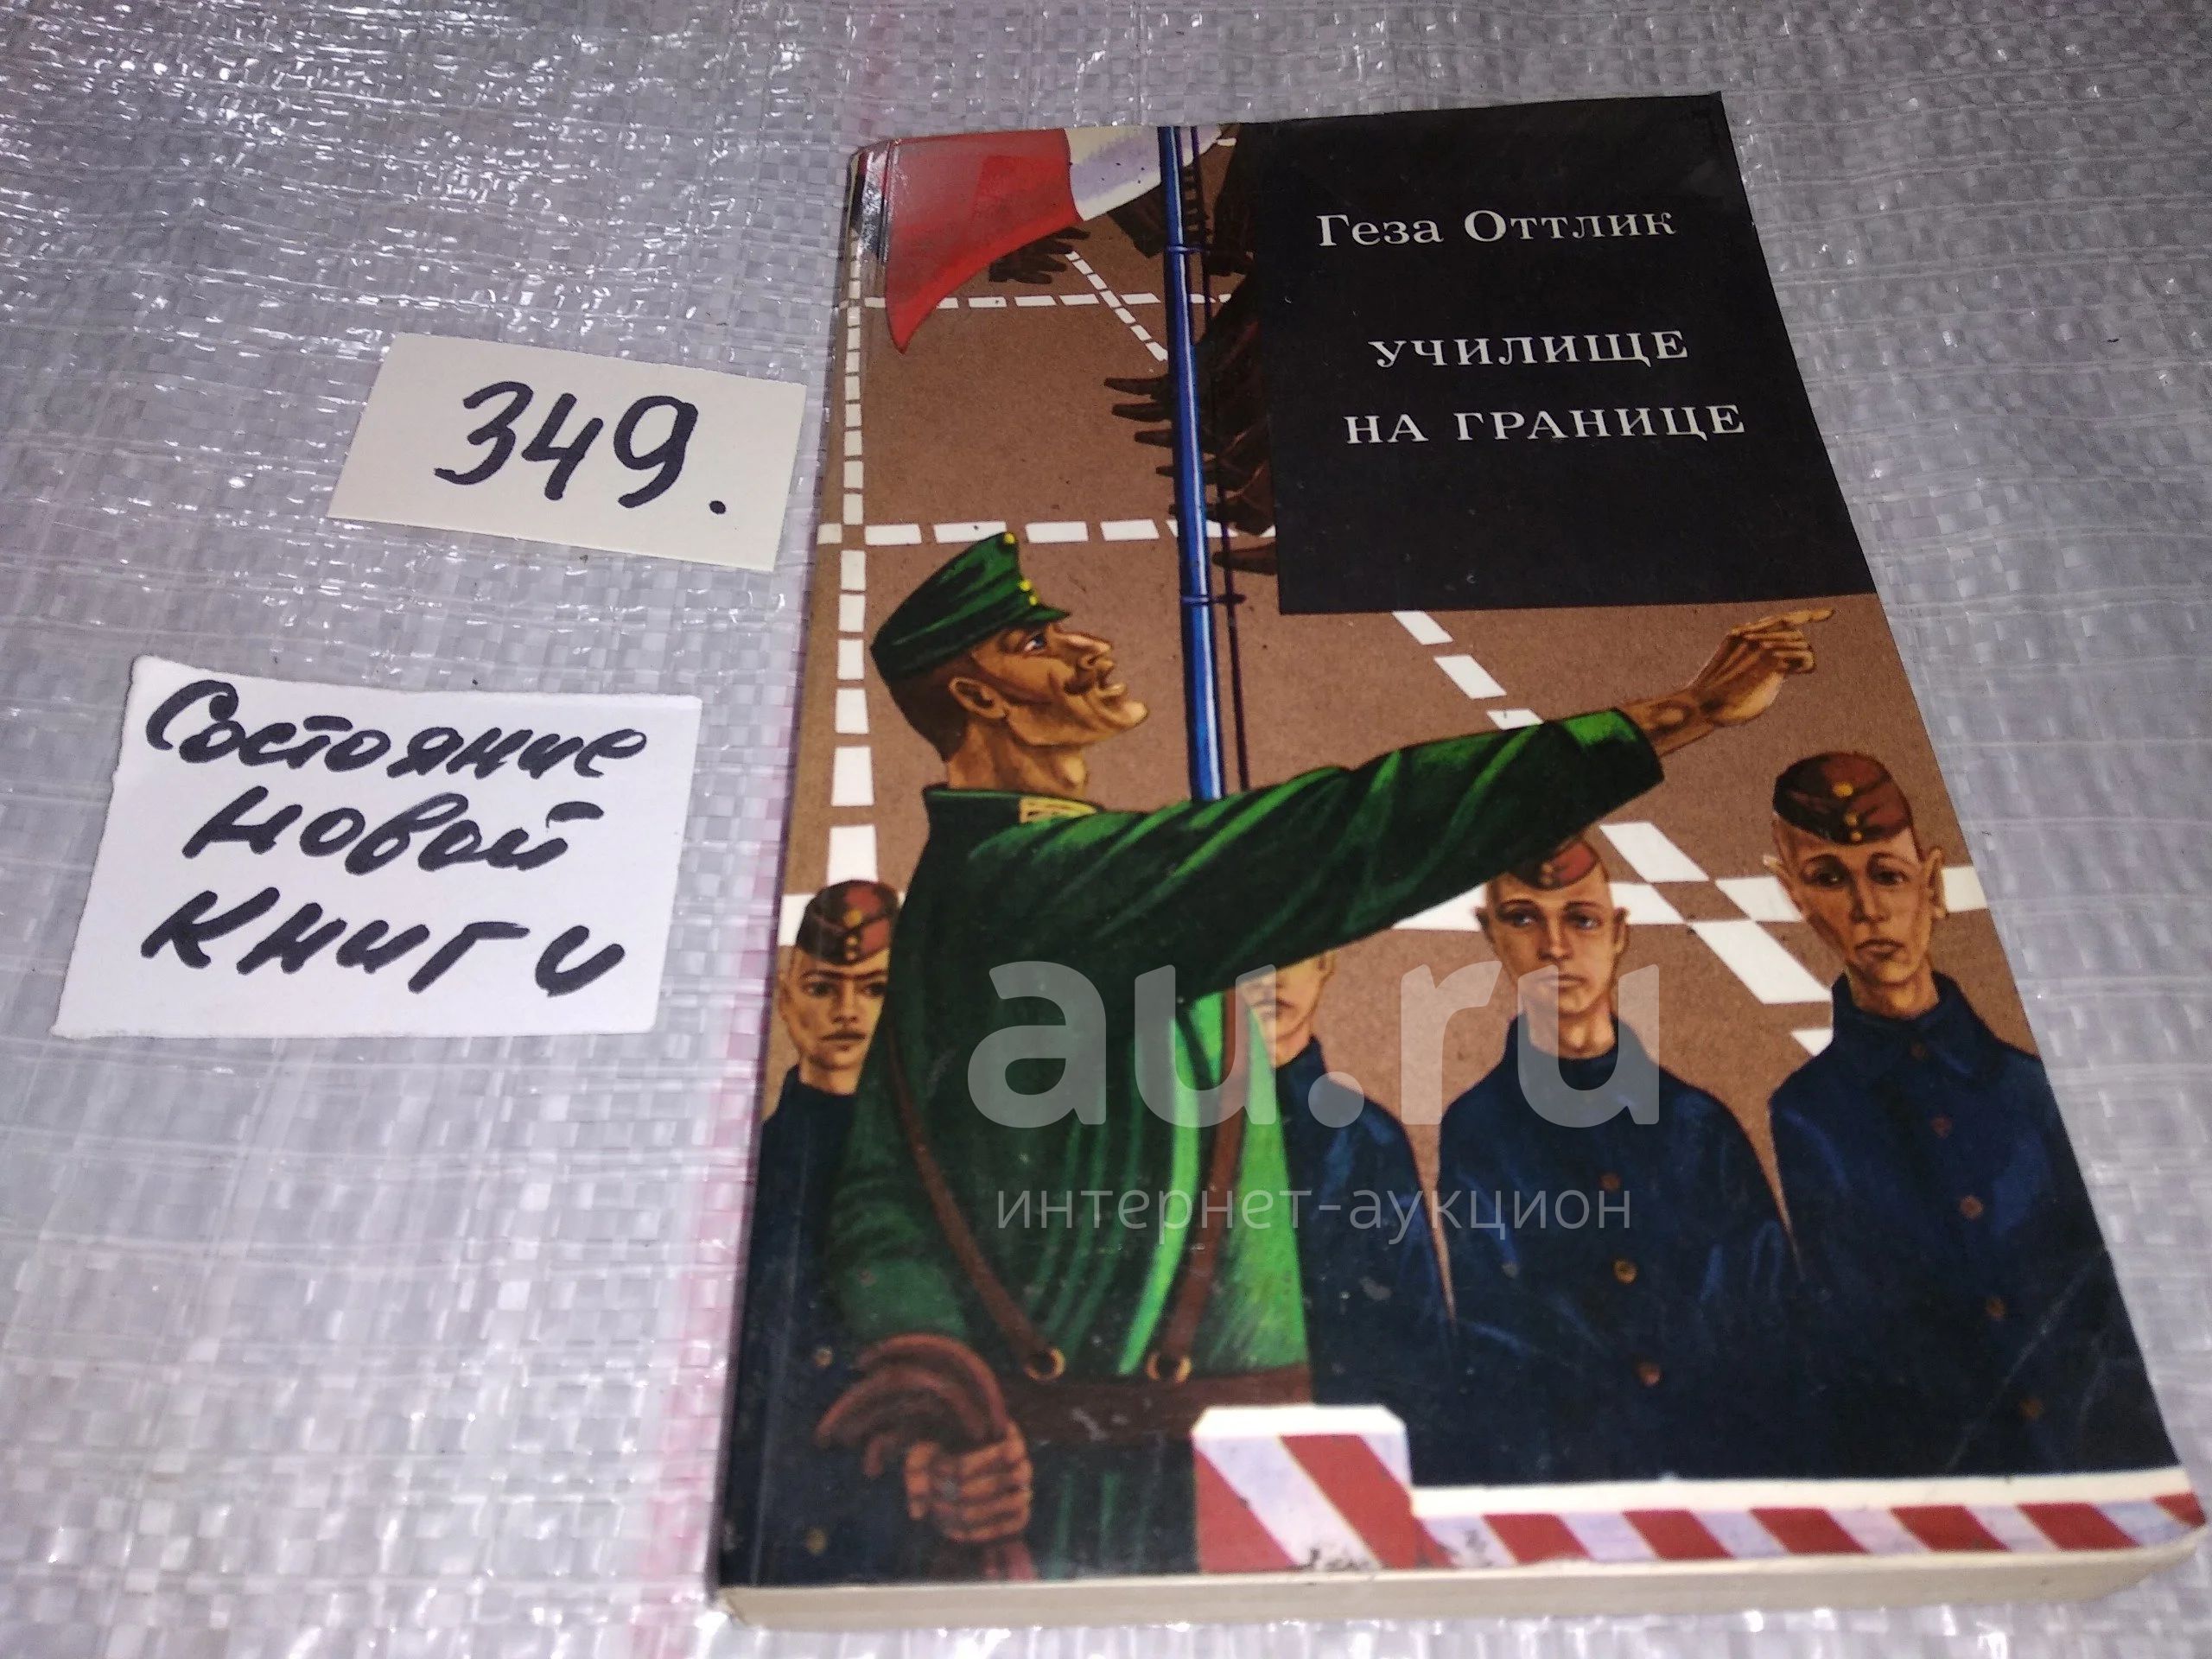 Геза Оттлик
УЧИЛИЩЕ
НА ГРАНИЦЕ
349.
Состояние
новой
книги
au.ru
интернет-аукцион